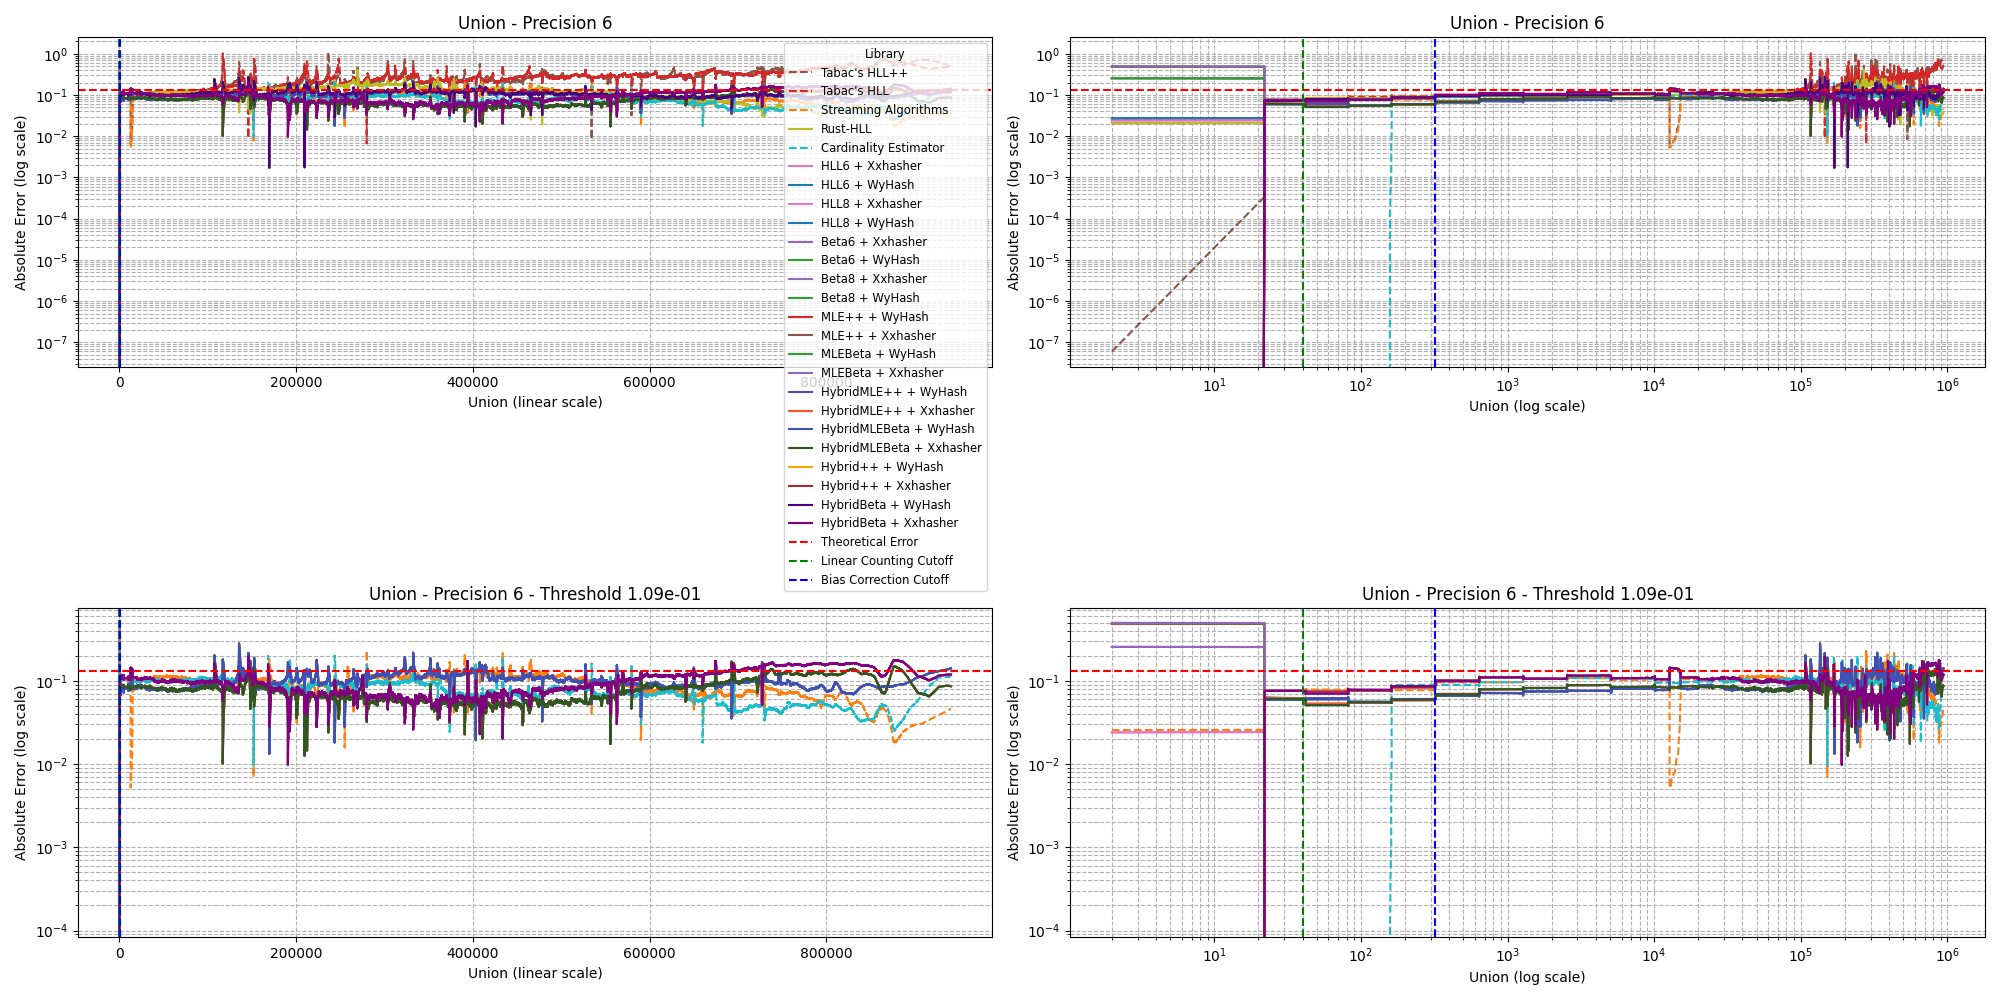 Union - Precision 6
Absolute Error (log scale)
10⁰
10⁻¹
10⁻²
10⁻³
10⁻⁴
10⁻⁵
10⁻⁶
10⁻⁷
0
200000
400000
600000
800000
Union (linear scale)
Library
Tabac's HLL++
Tabac's HLL
Streaming Algorithms
Rust-HLL
Cardinality Estimator
HLL6 + Xxhasher
HLL6 + WyHash
HLL8 + Xxhasher
HLL8 + WyHash
Beta6 + Xxhasher
Beta6 + WyHash
Beta8 + Xxhasher
Beta8 + WyHash
MLE++ + WyHash
MLE++ + Xxhasher
MLEBeta + WyHash
MLEBeta + Xxhasher
HybridMLE++ + WyHash
HybridMLE++ + Xxhasher
HybridMLEBeta + WyHash
HybridMLEBeta + Xxhasher
Hybrid++ + WyHash
Hybrid++ + Xxhasher
HybridBeta + WyHash
HybridBeta + Xxhasher
Theoretical Error
Linear Counting Cutoff
Bias Correction Cutoff
Union - Precision 6
Absolute Error (log scale)
10⁰
10⁻¹
10⁻²
10⁻³
10⁻⁴
10⁻⁵
10⁻⁶
10⁻⁷
10¹
10²
10³
10⁴
10⁵
10⁶
Union (log scale)
Union - Precision 6 - Threshold 1.09e-01
Absolute Error (log scale)
10⁻¹
10⁻²
10⁻³
10⁻⁴
0
200000
400000
600000
800000
Union (linear scale)
Union - Precision 6 - Threshold 1.09e-01
Absolute Error (log scale)
10⁻¹
10⁻²
10⁻³
10⁻⁴
10¹
10²
10³
10⁴
10⁵
10⁶
Union (log scale)